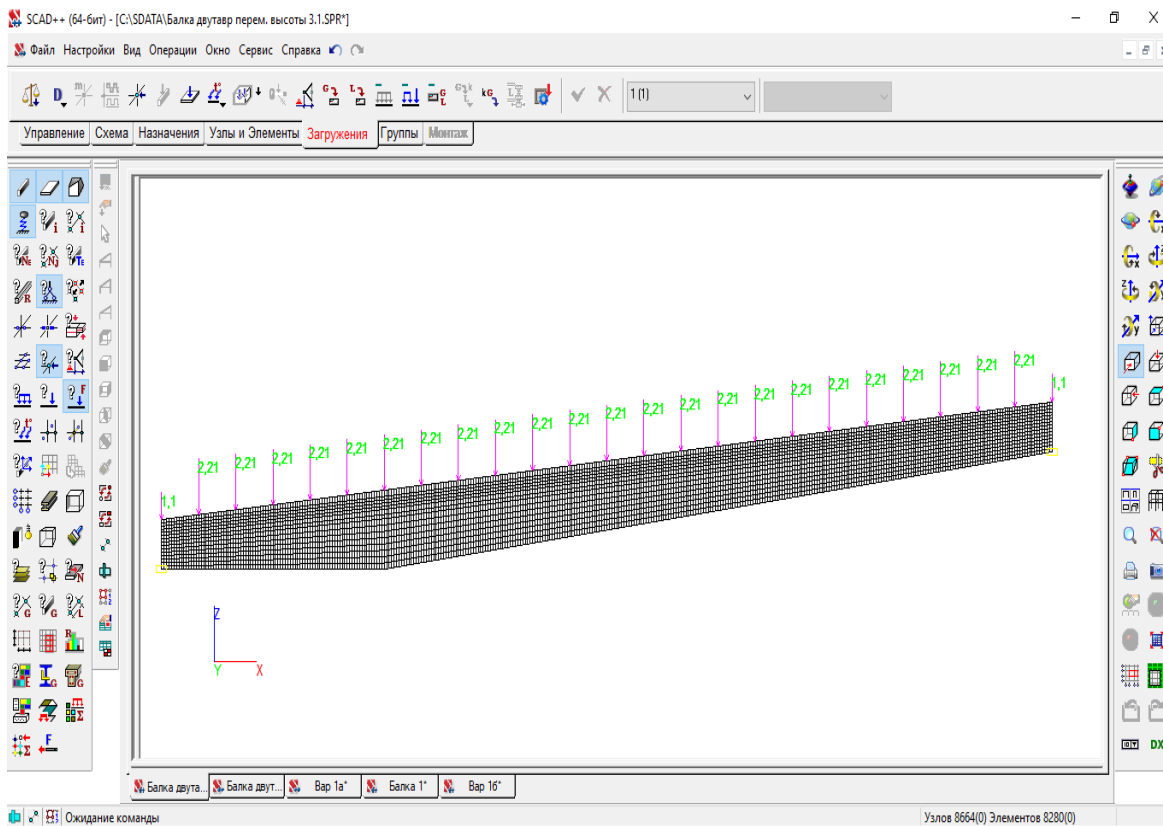 SCAD++ (64-бит) - [C:\SDATA\Балка двутавр перем. высоты 3.1.SPR*]
Файл Настройки Вид Операции Окно Сервис Справка
1 (1)
Управление Схема Назначения Узлы и Элементы Загружения Группы Монтаж
1,1 2,21 2,21 2,21 2,21 2,21 2,21 2,21 2,21 2,21 2,21 2,21 2,21 2,21 2,21 2,21 2,21 2,21 2,21 2,21 2,21 2,21 2,21 2,21 1,1
Z
Y X
Балка двута... Балка двут... Вар 1а* Балка 1* Вар 1б*
Ожидание команды Узлов 8664(0) Элементов 8280(0)